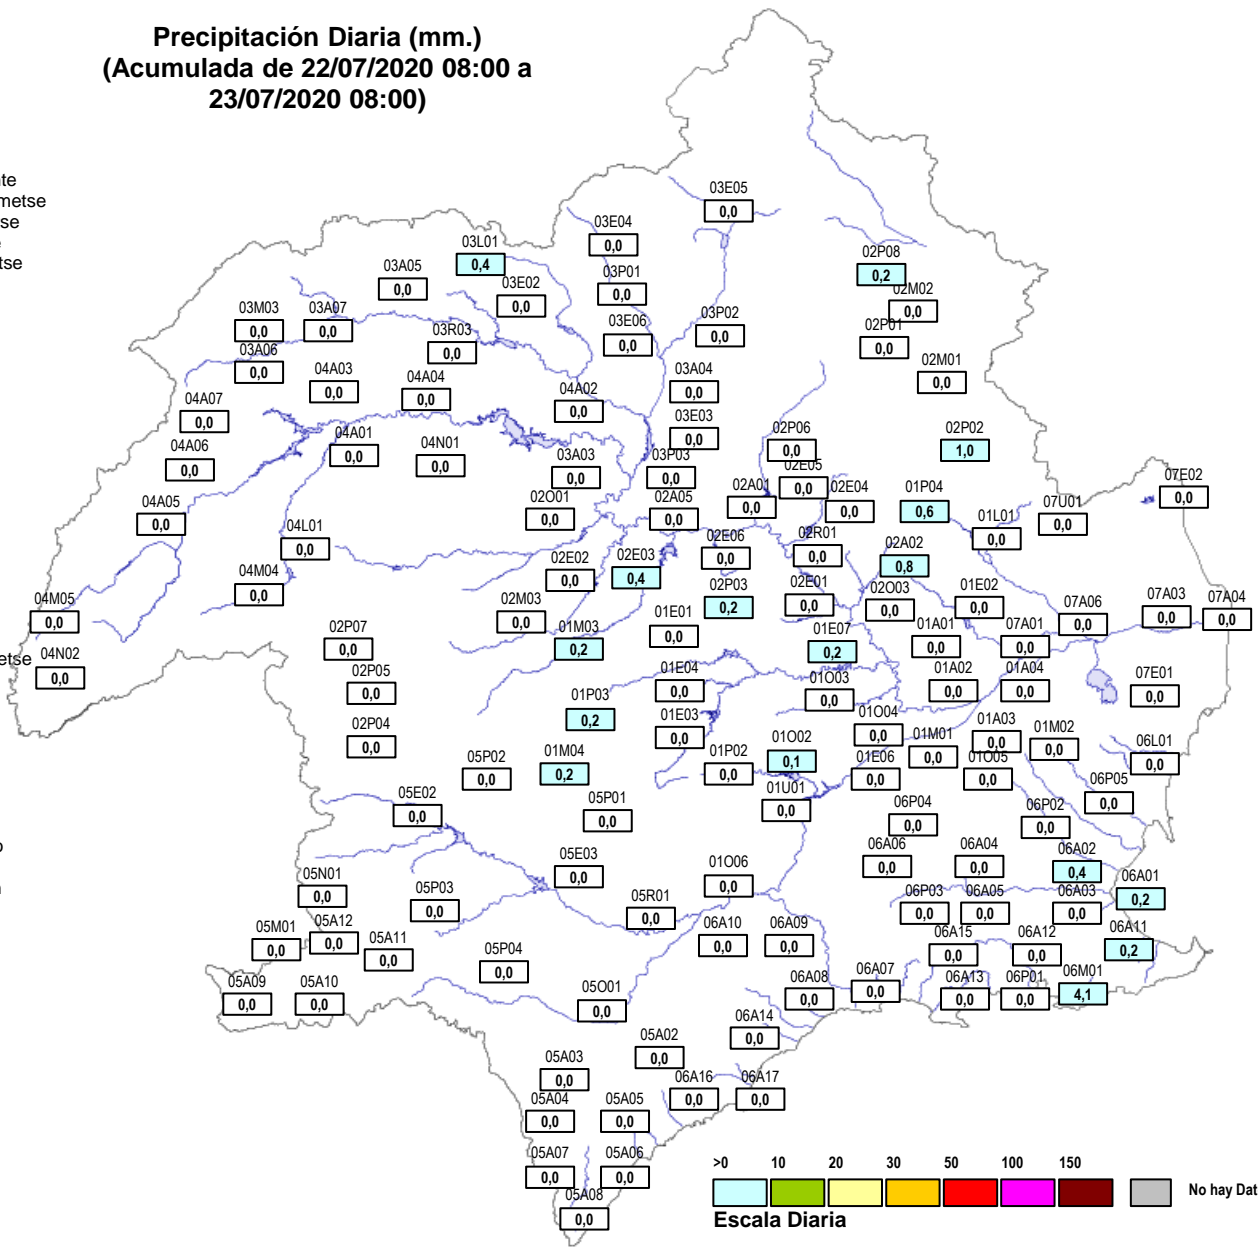 Precipitación Diaria (mm.)
(Acumulada de 22/07/2020 08:00 a
23/07/2020 08:00)
te
metse
se
tse
03E05
0,0
03E04
0,0
03L01
0,4
02P08
0,2
03A05
0,0
03P01
0,0
03E02
0,0
02M02
0,0
03M03
0,0
03A07
0,0
03P02
0,0
03E06
0,0
03R03
0,0
02P01
0,0
03A06
0,0
02M01
0,0
04A03
0,0
04A04
0,0
03A04
0,0
04A02
0,0
04A07
0,0
03E03
0,0
04A01
0,0
04N01
0,0
02P06
0,0
02P02
1,0
04A06
0,0
03A03
0,0
03P03
0,0
02E05
0,0
07E02
0,0
02A01
0,0
02E04
0,0
01P04
0,6
04A05
0,0
02O01
0,0
02A05
0,0
07U01
0,0
01L01
0,0
04L01
0,0
02E06
0,0
02R01
0,0
02A02
0,8
02E02
0,0
02E03
0,4
04M04
0,0
02P03
0,2
02E01
0,0
02O03
0,0
01E02
0,0
07A03
0,0
07A04
0,0
04M05
0,0
02M03
0,0
01E01
0,0
07A06
0,0
01M03
0,2
01E07
0,2
01A01
0,0
07A01
0,0
02P07
0,0
etse
04N02
0,0
02P05
0,0
01E04
0,0
01O03
0,0
01A02
0,0
01A04
0,0
07E01
0,0
01P03
0,2
01E03
0,0
01O04
0,0
01A03
0,0
01M02
0,0
02P04
0,0
01M01
0,0
06L01
0,0
05P02
0,0
01M04
0,2
01P02
0,0
01O02
0,1
01E06
0,0
01O05
0,0
06P05
0,0
05E02
0,0
05P01
0,0
01U01
0,0
06P04
0,0
06P02
0,0
o
05E03
0,0
01O06
0,0
06A06
0,0
06A04
0,0
06A02
0,4
05N01
0,0
05P03
0,0
05R01
0,0
06P03
0,0
06A05
0,0
06A03
0,0
06A01
0,2
05M01
0,0
05A12
0,0
05A11
0,0
06A10
0,0
06A09
0,0
06A15
0,0
06A12
0,0
06A11
0,2
05P04
0,0
05A09
0,0
05A10
0,0
05O01
0,0
06A08
0,0
06A07
0,0
06A13
0,0
06P01
0,0
06M01
4,1
06A14
0,0
05A02
0,0
05A03
0,0
06A16
0,0
06A17
0,0
05A04
0,0
05A05
0,0
05A07
0,0
05A06
0,0
05A08
0,0
>0 10 20 30 50 100 150
No hay Dat
Escala Diaria